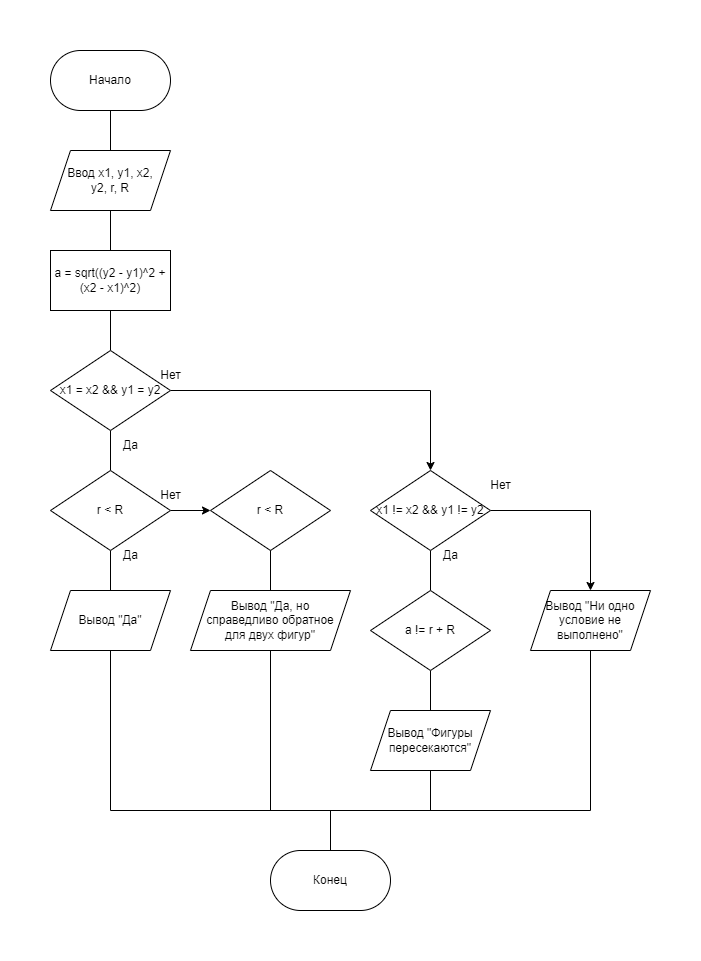 Начало
Ввод x1, y1, x2,
y2, r, R
a = sqrt((y2 - y1)^2 +
(x2 - x1)^2)
x1 = x2 && y1 = y2
Нет
Да
r < R
Нет
Да
r < R
x1 != x2 && y1 != y2
Нет
Да
Вывод "Да"
Вывод "Да, но
справедливо обратное
для двух фигур"
a != r + R
Вывод "Ни одно
условие не
выполнено"
Вывод "Фигуры
пересекаются"
Конец